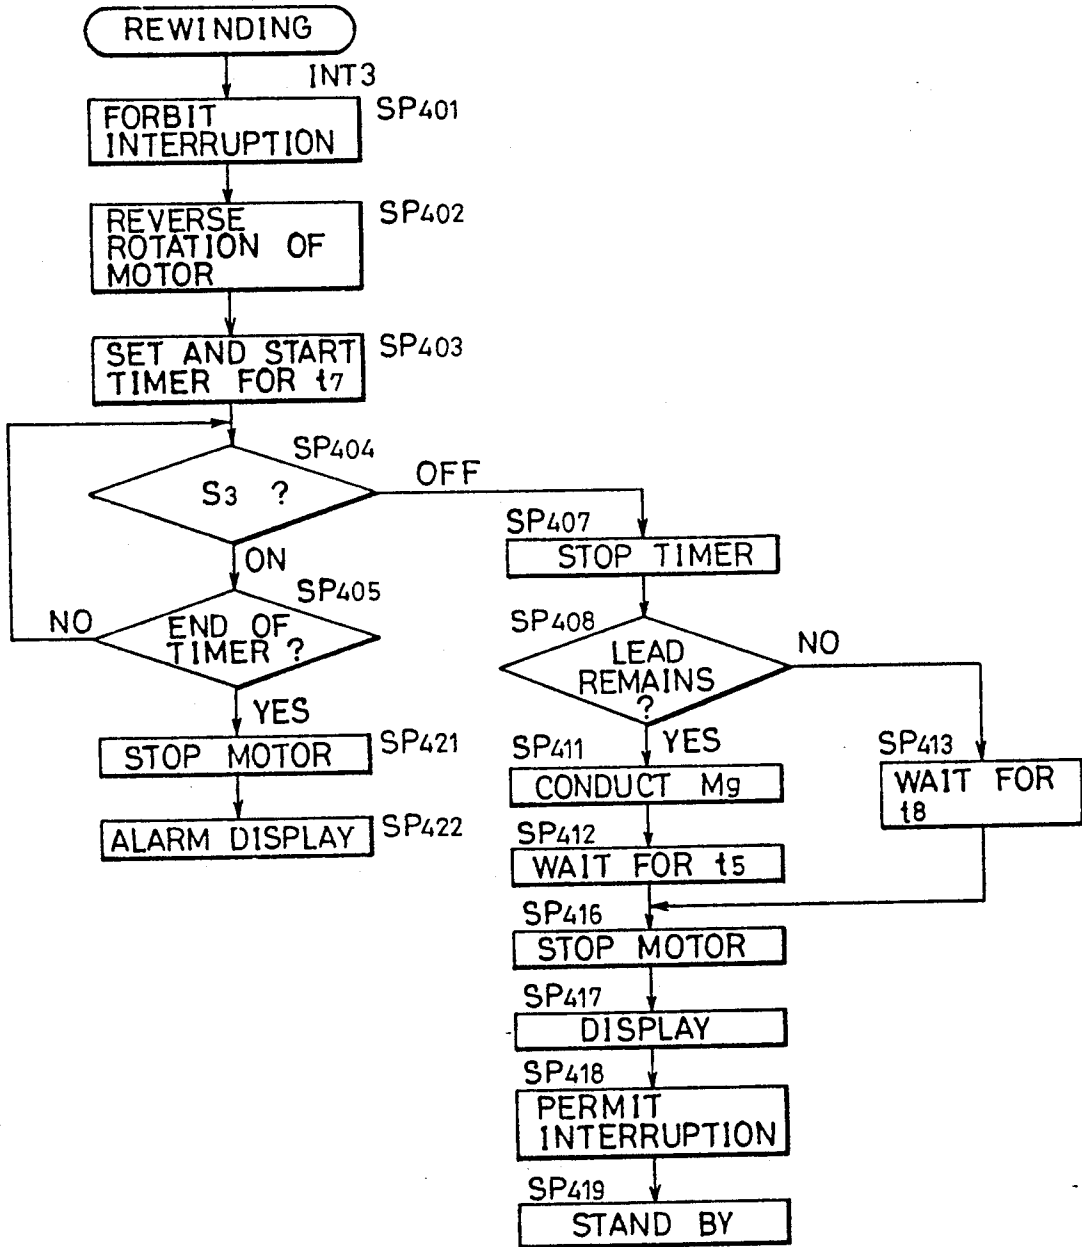 REWINDING
INT3
SP401
FORBIT
INTERRUPTION
SP402
REVERSE
ROTATION OF
MOTOR
SP403
SET AND START
TIMER FOR t7
SP404
S3 ?
OFF
ON
SP405
END OF
TIMER ?
NO
YES
SP421
STOP MOTOR
SP422
ALARM DISPLAY
SP407
STOP TIMER
SP408
LEAD
REMAINS
?
NO
YES
SP411
CONDUCT Mg
SP412
WAIT FOR t5
SP413
WAIT FOR
t8
SP416
STOP MOTOR
SP417
DISPLAY
SP418
PERMIT
INTERRUPTION
SP419
STAND BY